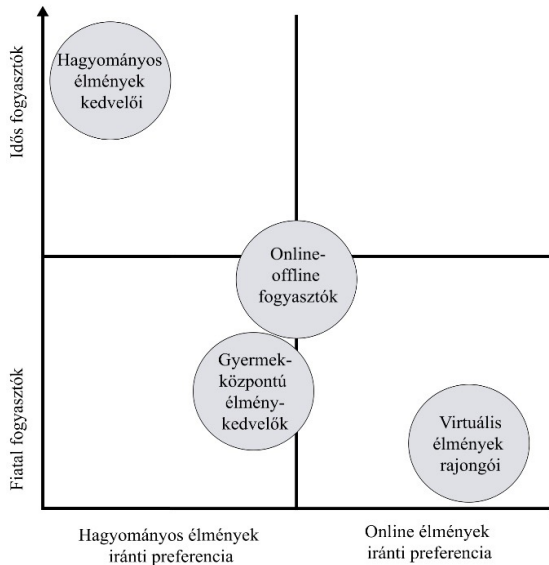 Idős fogyasztók
Hagyományos
élmények
kedvelői
Online-
offline
fogyasztók
Fiatal fogyasztók
Gyermek-
központú
élmény-
kedvelők
Virtuális
élmények
rajongói
Hagyományos élmények
iránti preferencia
Online élmények
iránti preferencia